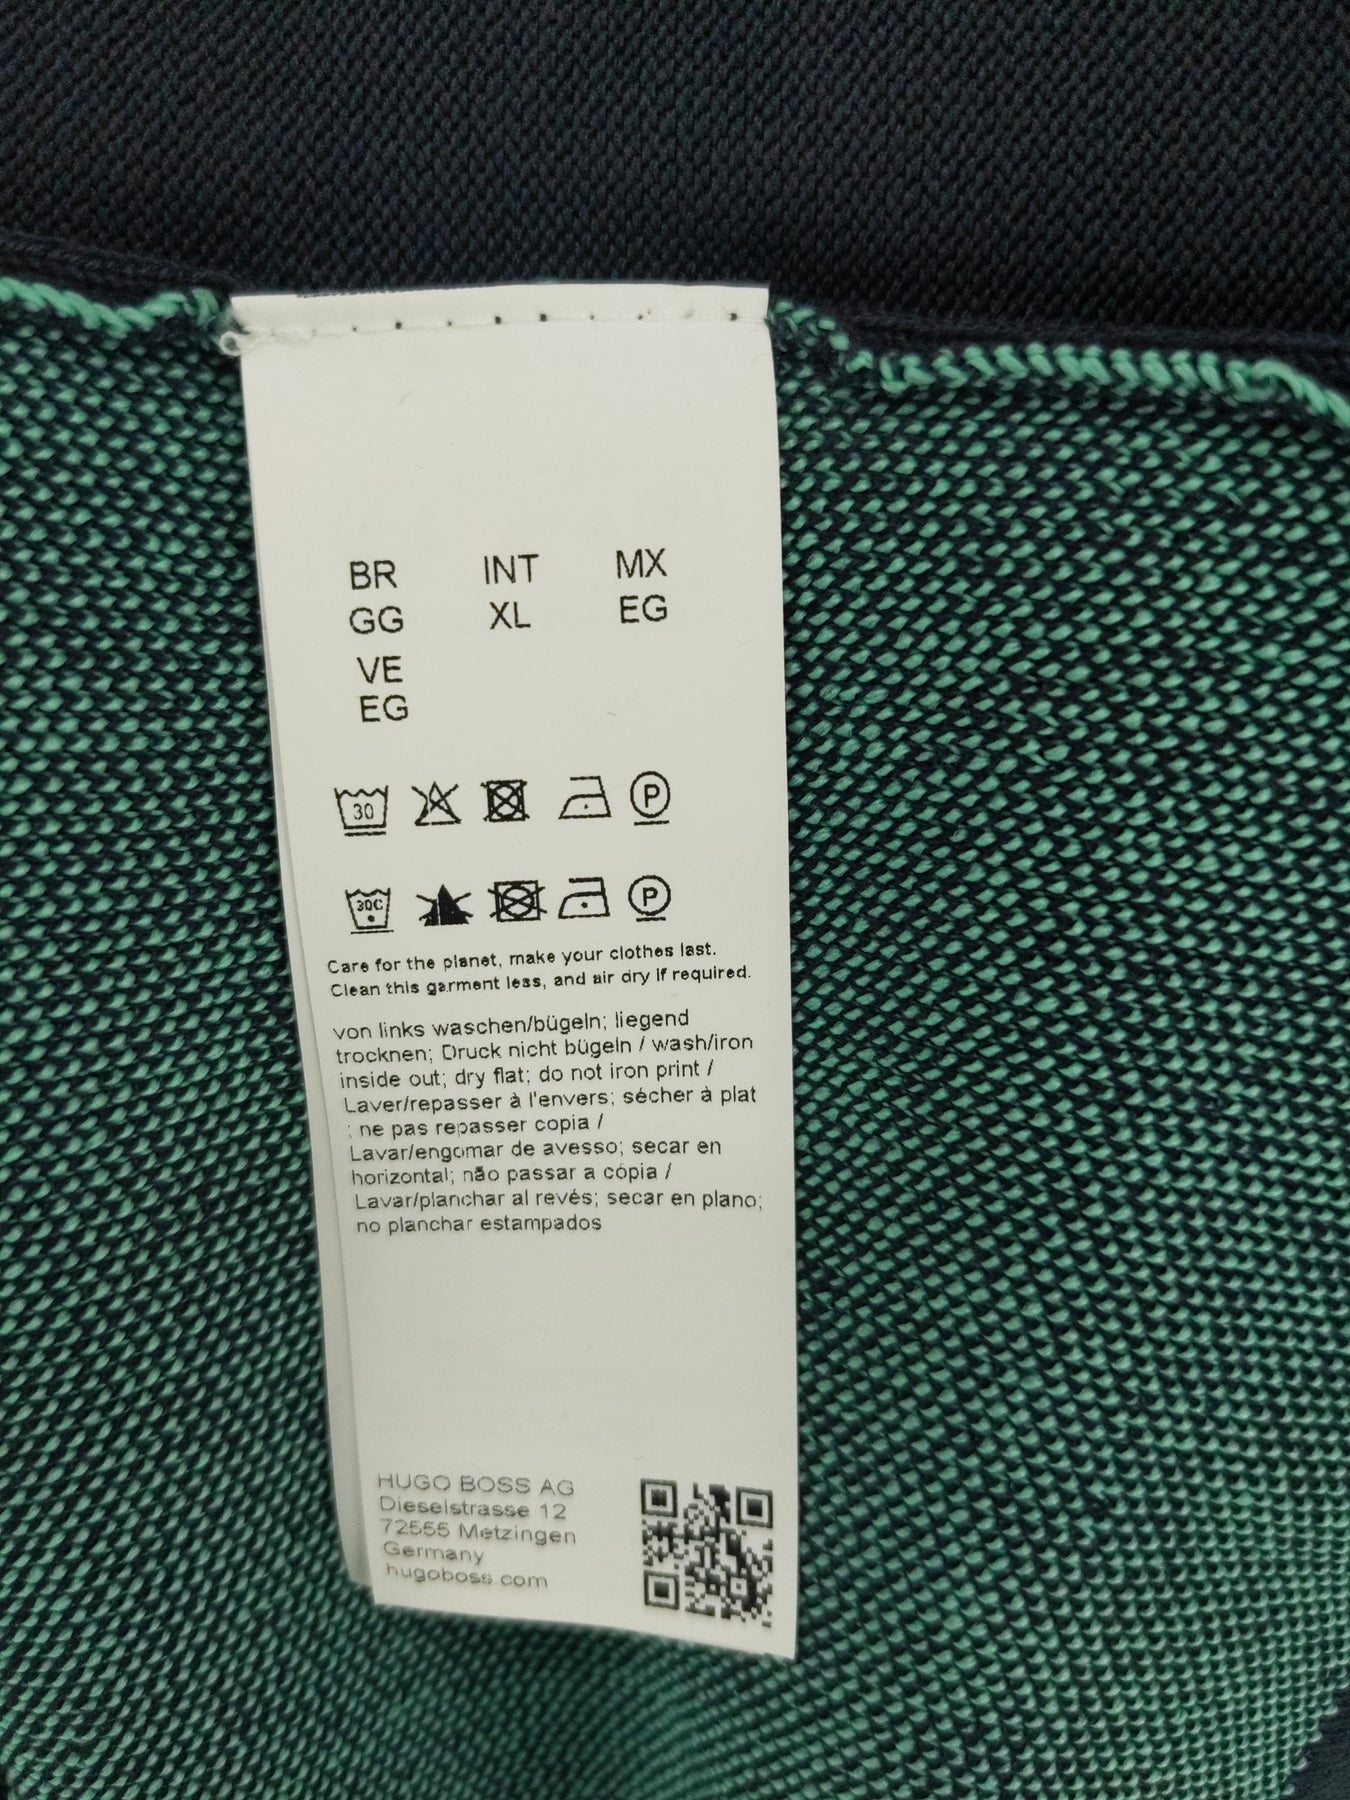 BR INT MX
GG XL EG
VE
EG
30 P
30C P
Care for the planet, make your clothes last.
Clean this garment less, and air dry if required.
von links waschen/bügeln; liegend
trocknen; Druck nicht bügeln / wash/iron
inside out; dry flat; do not iron print /
Laver/repasser à l'envers; sécher à plat
; ne pas repasser copia /
Lavar/engomar de avesso; secar en
horizontal; não passar a cópia /
Lavar/planchar al revés; secar en plano;
no planchar estampados
HUGO BOSS AG
Dieselstrasse 12
72555 Metzingen
Germany
hugoboss.com